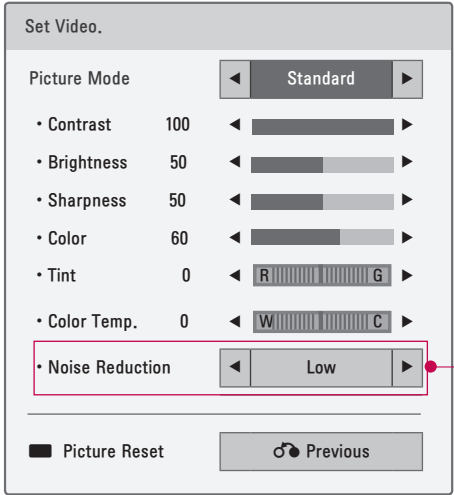 Set Video.
Picture Mode ◀ Standard ▶
• Contrast 100 ◀ ▶
• Brightness 50 ◀ ▶
• Sharpness 50 ◀ ▶
• Color 60 ◀ ▶
• Tint 0 ◀ R G ▶
• Color Temp. 0 ◀ W C ▶
• Noise Reduction ◀ Low ▶
Picture Reset Previous